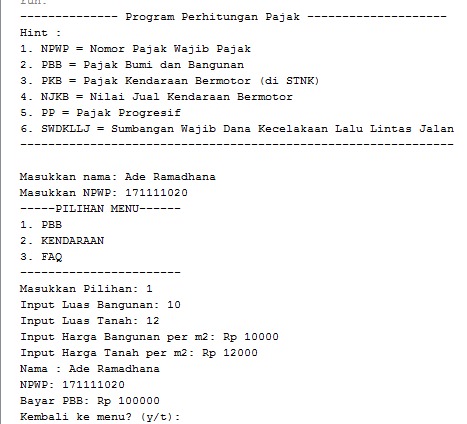 run:
-------------- Program Perhitungan Pajak --------------------
Hint :
1. NPWP = Nomor Pajak Wajib Pajak
2. PBB = Pajak Bumi dan Bangunan
3. PKB = Pajak Kendaraan Bermotor (di STNK)
4. NJKB = Nilai Jual Kendaraan Bermotor
5. PP = Pajak Progresif
6. SWDKLLJ = Sumbangan Wajib Dana Kecelakaan Lalu Lintas Jalan
--------------------------------------------------------------
Masukkan nama: Ade Ramadhana
Masukkan NPWP: 171111020
-----PILIHAN MENU------
1. PBB
2. KENDARAAN
3. FAQ
-----------------------
Masukkan Pilihan: 1
Input Luas Bangunan: 10
Input Luas Tanah: 12
Input Harga Bangunan per m2: Rp 10000
Input Harga Tanah per m2: Rp 12000
Nama : Ade Ramadhana
NPWP: 171111020
Bayar PBB: Rp 100000
Kembali ke menu? (y/t):